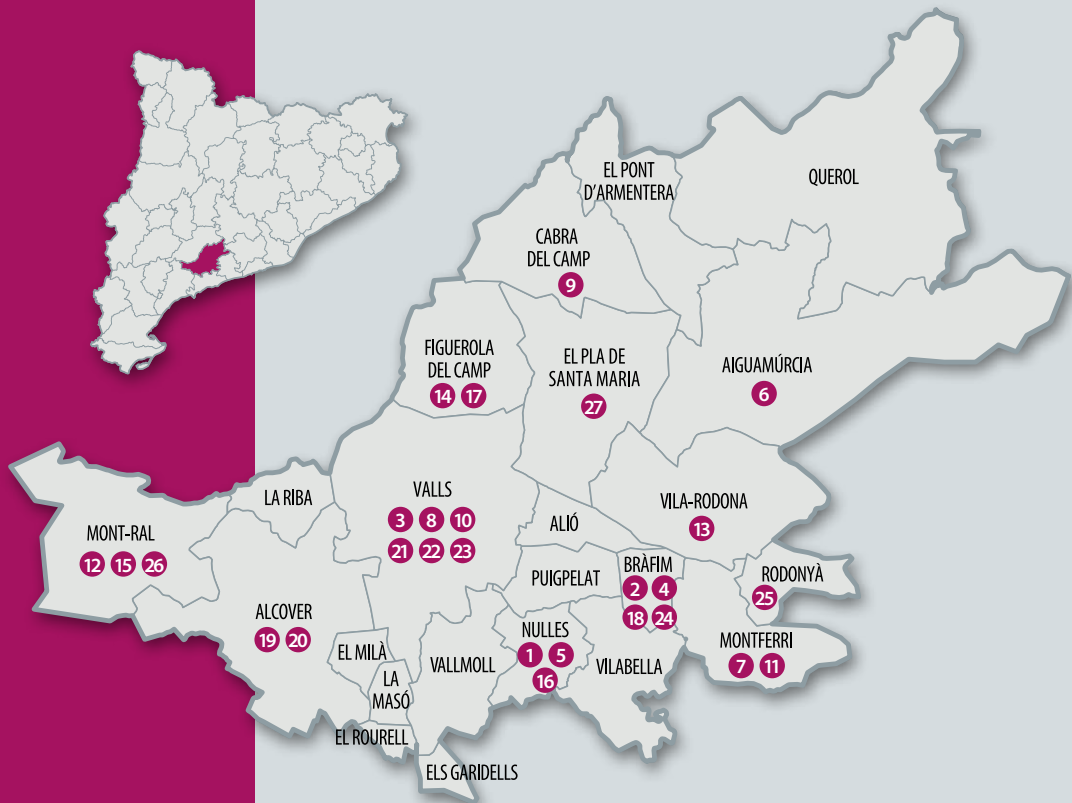 EL PONT
D'ARMENTERA
QUEROL
CABRA
DEL CAMP
9
FIGUEROLA
DEL CAMP
14 17
EL PLA DE
SANTA MARIA
27
AIGUAMÚRCIA
6
LA RIBA
VALLS
3 8 10
21 22 23
VILA-RODONA
13
MONT-RAL
12 15 26
ALIÓ
PUIGPELAT
BRÀFIM
2 4
18 24
RODONYÀ
25
ALCOVER
19 20
EL MILÀ
LA
MASÓ
VALLMOLL
NULLES
1 5
16
VILABELLA
MONTFERRI
7 11
EL ROURELL
ELS GARIDELLS